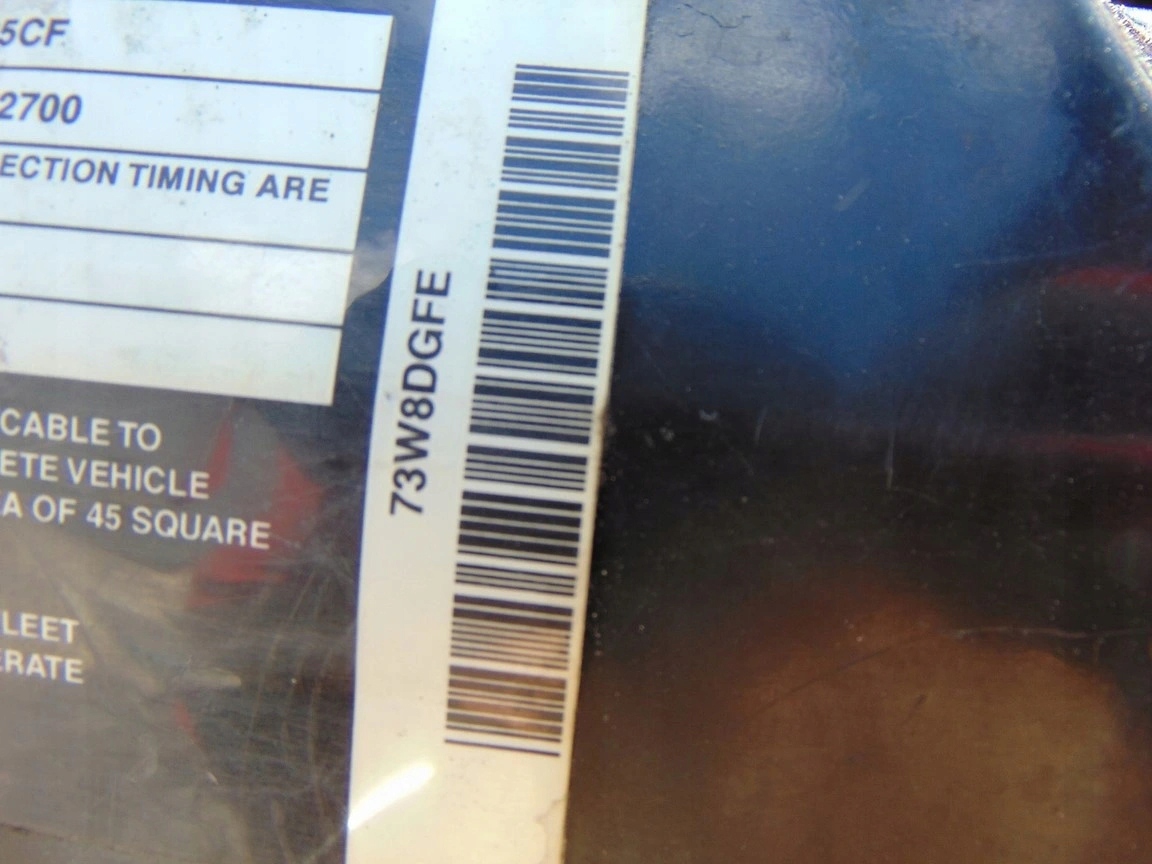 5CF
2700
ECTION TIMING ARE
CABLE TO
ETE VEHICLE
A OF 45 SQUARE
LEET
ERATE
73W8DGFE